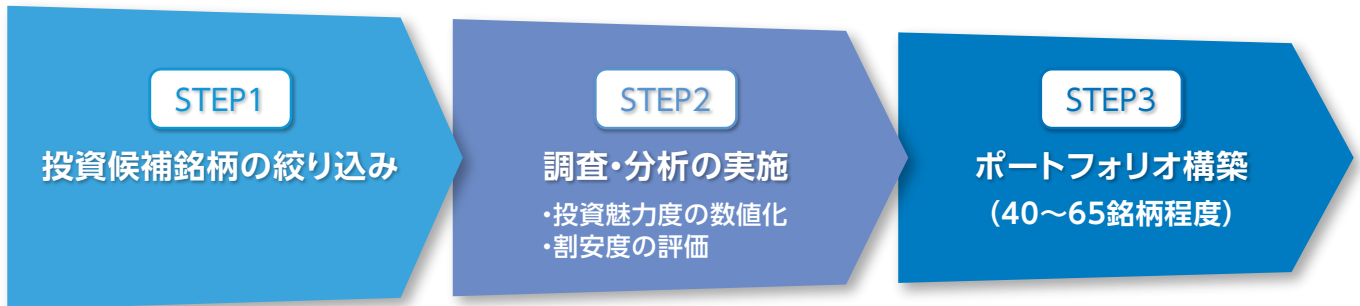 STEP1
投資候補銘柄の絞り込み
STEP2
調査・分析の実施
・投資魅力度の数値化
・割安度の評価
STEP3
ポートフォリオ構築
（40～65銘柄程度）